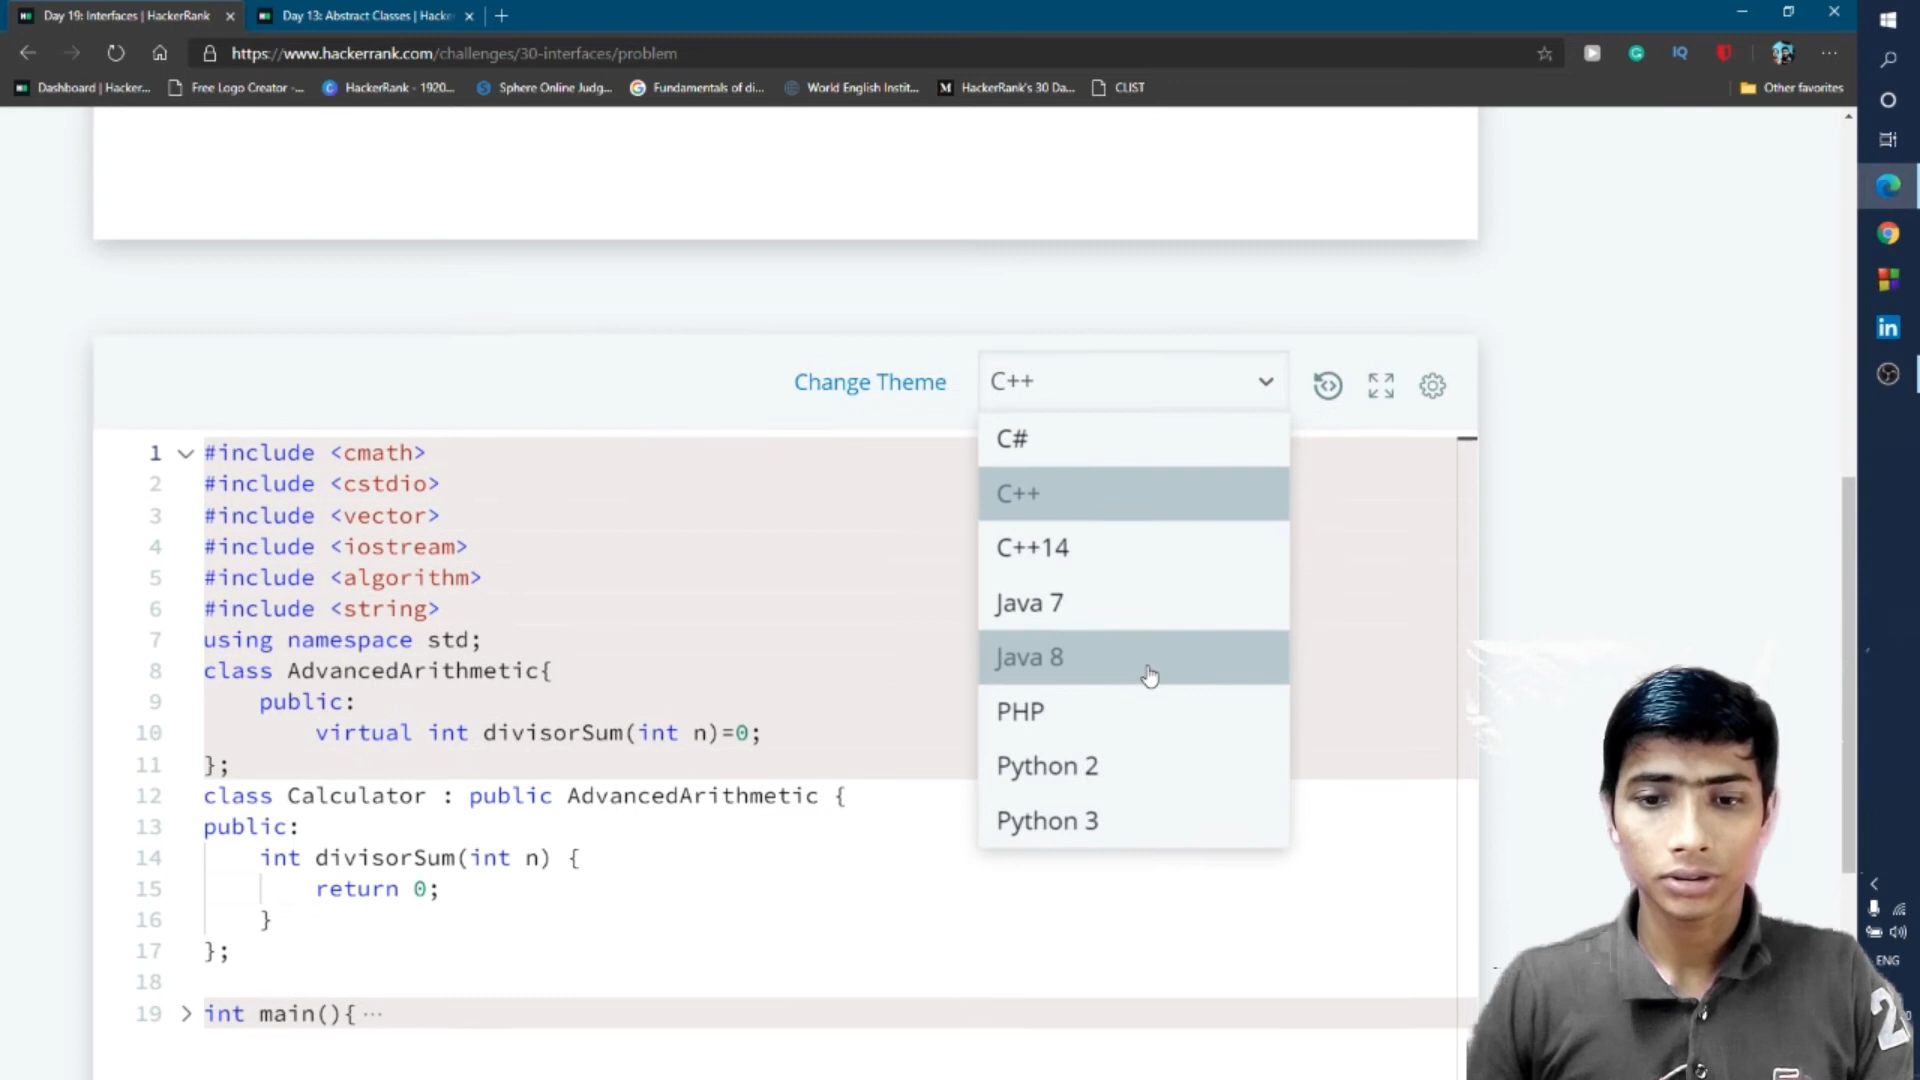 Day 19: Interfaces | HackerRank
Day 13: Abstract Classes | Hacke
https://www.hackerrank.com/challenges/30-interfaces/problem
IQ
Dashboard | Hacker...
Free Logo Creator -...
HackerRank - 1920...
Sphere Online Judg...
Fundamentals of di...
World English Instit...
M HackerRank's 30 Da...
CLIST
Other favorites
Change Theme
C++
C#
C++
C++14
Java 7
Java 8
PHP
Python 2
Python 3
1 #include <cmath>
2 #include <cstdio>
3 #include <vector>
4 #include <iostream>
5 #include <algorithm>
6 #include <string>
7 using namespace std;
8 class AdvancedArithmetic{
9 public:
10 virtual int divisorSum(int n)=0;
11 };
12 class Calculator : public AdvancedArithmetic {
13 public:
14 int divisorSum(int n) {
15 return 0;
16 }
17 };
18
19 int main(){ ...
in
ENG
2